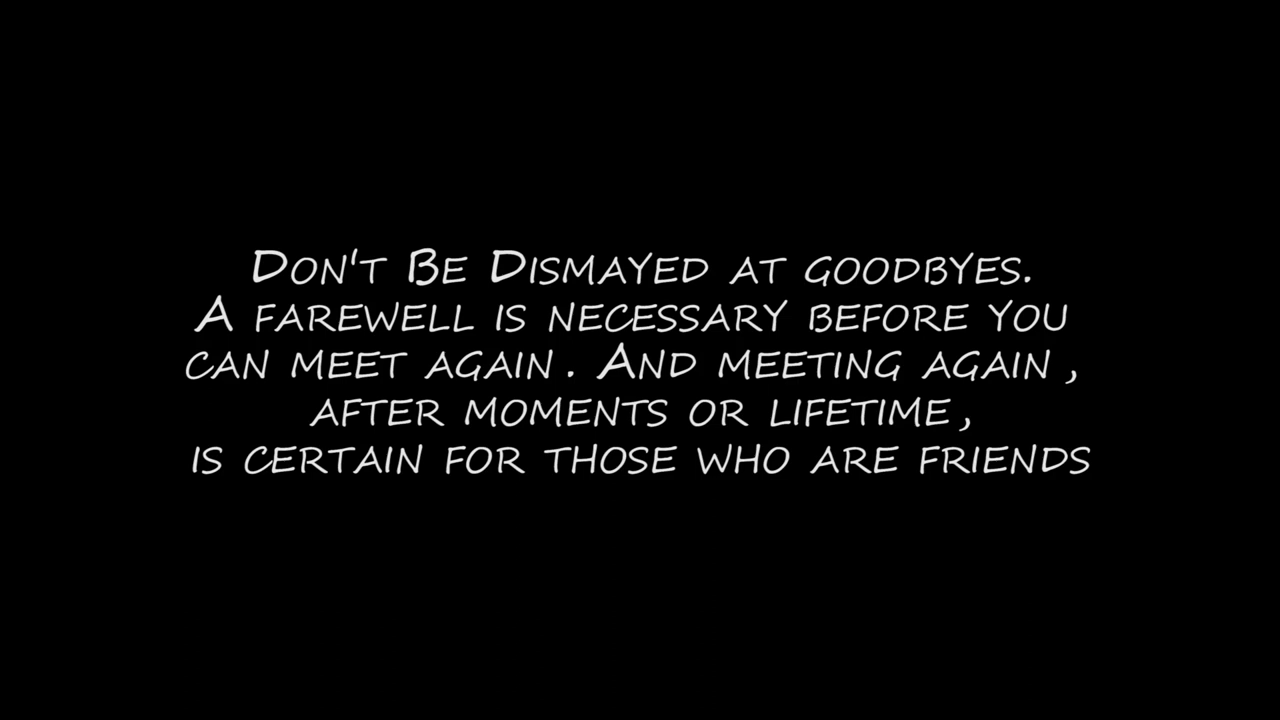 Don't Be Dismayed at goodbyes.
A farewell is necessary before you
can meet again . And meeting again ,
after moments or lifetime ,
is certain for those who are friends